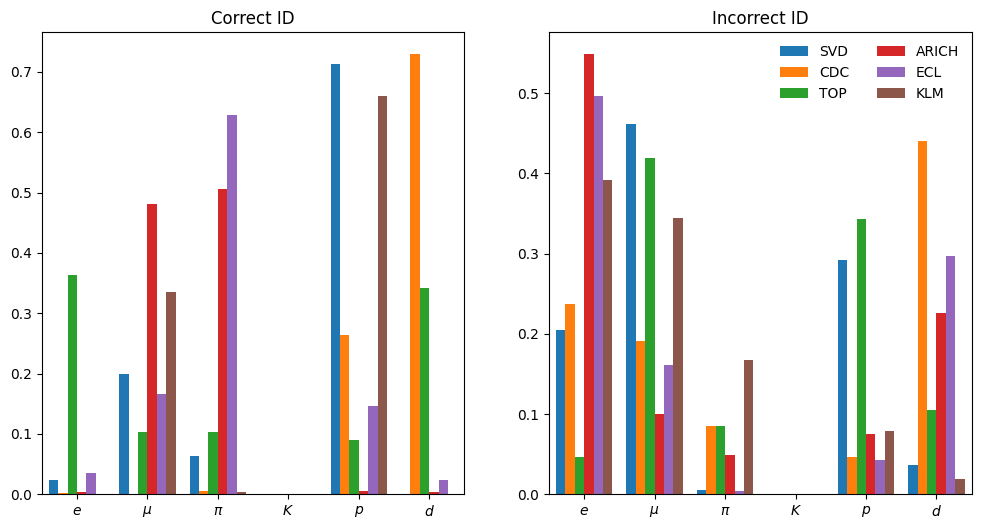 Correct ID
0.7
0.6
0.5
0.4
0.3
0.2
0.1
0.0
e μ π K p d
Incorrect ID
SVD ARICH
CDC ECL
TOP KLM
0.5
0.4
0.3
0.2
0.1
0.0
e μ π K p d